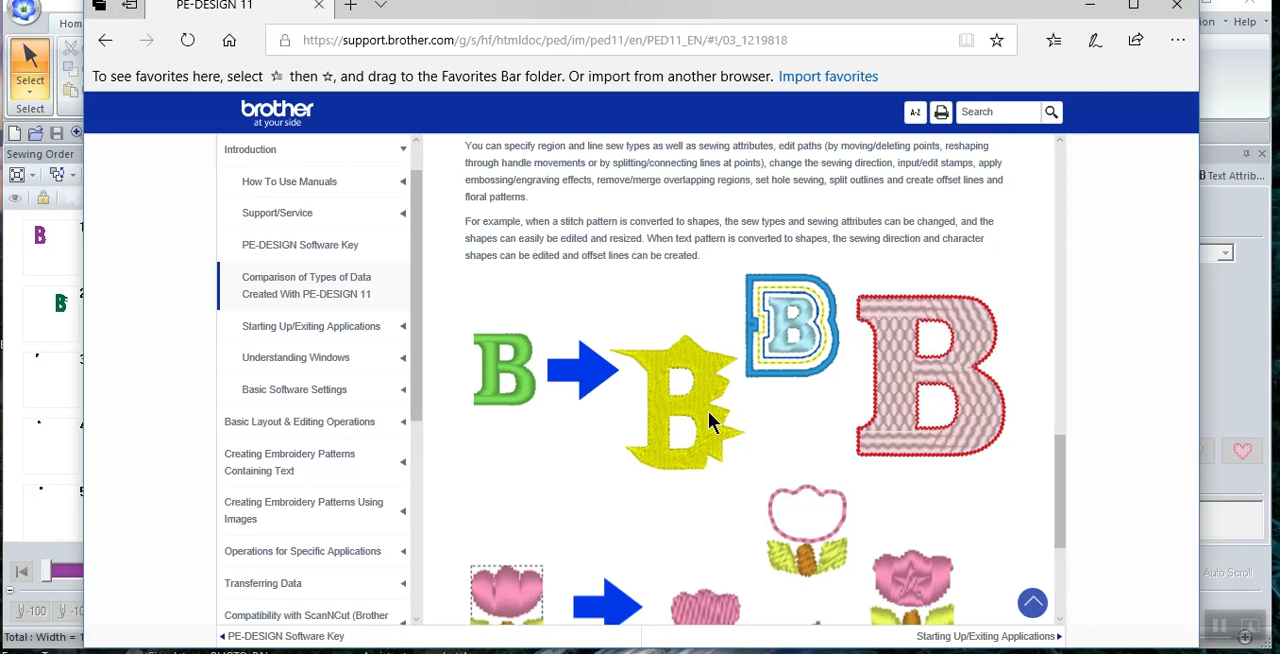 PE-DESIGN 11
Hom
ion
Help
https://support.brother.com/g/s/hf/htmldoc/ped/im/ped11/en/PED11_EN/#!/03_1219818
To see favorites here, select ☆ then ☆, and drag to the Favorites Bar folder. Or import from another browser. Import favorites
Select
Select
brother
at your side
A-Z
Search
Sewing Order
Text Attrib...
Introduction
How To Use Manuals
Support/Service
PE-DESIGN Software Key
Comparison of Types of Data
Created With PE-DESIGN 11
Starting Up/Exiting Applications
Understanding Windows
Basic Software Settings
Basic Layout & Editing Operations
Creating Embroidery Patterns
Containing Text
Creating Embroidery Patterns Using
Images
Operations for Specific Applications
Transferring Data
Compatibility with ScanNCut (Brother
You can specify region and line sew types as well as sewing attributes, edit paths (by moving/deleting points, reshaping
through handle movements or by splitting/connecting lines at points), change the sewing direction, input/edit stamps, apply
embossing/engraving effects, remove/merge overlapping regions, set hole sewing, split outlines and create offset lines and
floral patterns.
For example, when a stitch pattern is converted to shapes, the sew types and sewing attributes can be changed, and the
shapes can easily be edited and resized. When text pattern is converted to shapes, the sewing direction and character
shapes can be edited and offset lines can be created.
B
B
B
B
B
B
Auto Scroll
-100
-10
Total : Width = 1
PE-DESIGN Software Key
Starting Up/Exiting Applications